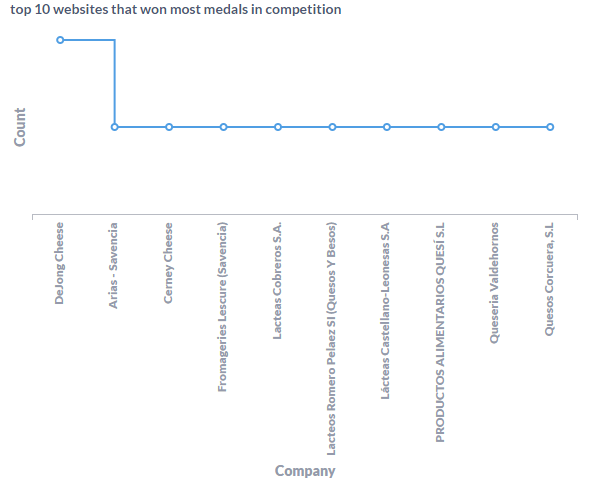 top 10 websites that won most medals in competition
Count
DeJong Cheese
Arias - Savencia
Cerney Cheese
Fromageries Lescure (Savencia)
Lacteas Cobreros S.A.
Lacteos Romero Pelaez Sl (Quesos Y Besos)
Lácteas Castellano-Leonesas S.A
PRODUCTOS ALIMENTARIOS QUESÍ S.L
Queseria Valdehornos
Quesos Corcuera, S.L
Company